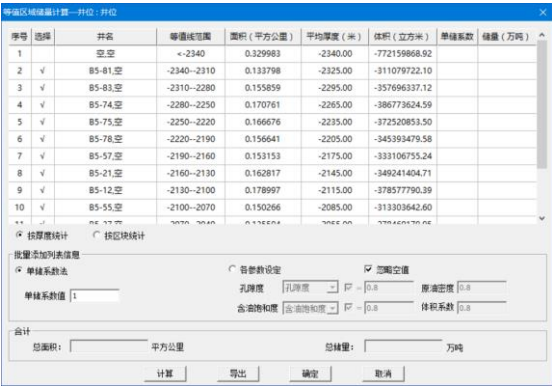 等值区域储量计算---井位：井位
序号 选择 井名 等值线范围 面积（平方公里） 平均厚度（米） 体积（立方米） 单储系数 储量（万吨）
1 空,空 <-2340 0.329983 -2340.00 -772159868.92
2 √ B5-81,空 -2340--2310 0.133798 -2325.00 -311079722.10
3 √ B5-83,空 -2310--2280 0.155859 -2295.00 -357696337.12
4 √ B5-74,空 -2280--2250 0.170761 -2265.00 -386773624.59
5 √ B5-75,空 -2250--2220 0.166676 -2235.00 -372520853.50
6 √ B5-78,空 -2220--2190 0.156641 -2205.00 -345393479.58
7 √ B5-57,空 -2190--2160 0.153153 -2175.00 -333106755.24
8 √ B5-21,空 -2160--2130 0.162817 -2145.00 -349241404.71
9 √ B5-12,空 -2130--2100 0.178997 -2115.00 -378577790.39
10 √ B5-55,空 -2100--2070 0.150266 -2085.00 -313303642.60
按厚度统计 按区块统计
批量添加列表信息
单储系数法 各参数设定 忽略空值
孔隙度 孔隙度 = 0.8 原油密度 0.8
单储系数值 1
含油饱和度 含油饱和度 = 0.8 体积系数 0.8
合计
总面积： 平方公里 总储量： 万吨
计算 导出 确定 取消